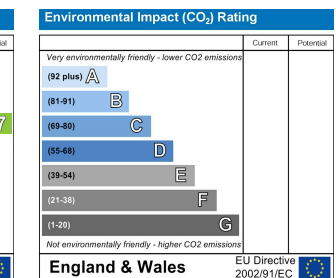 Environmental Impact (CO₂) Rating
Current Potential
Very environmentally friendly - lower CO2 emissions
(92 plus) A
(81-91) B
(69-80) C
(55-68) D
(39-54) E
(21-38) F
(1-20) G
Not environmentally friendly - higher CO2 emissions
England & Wales
EU Directive
2002/91/EC